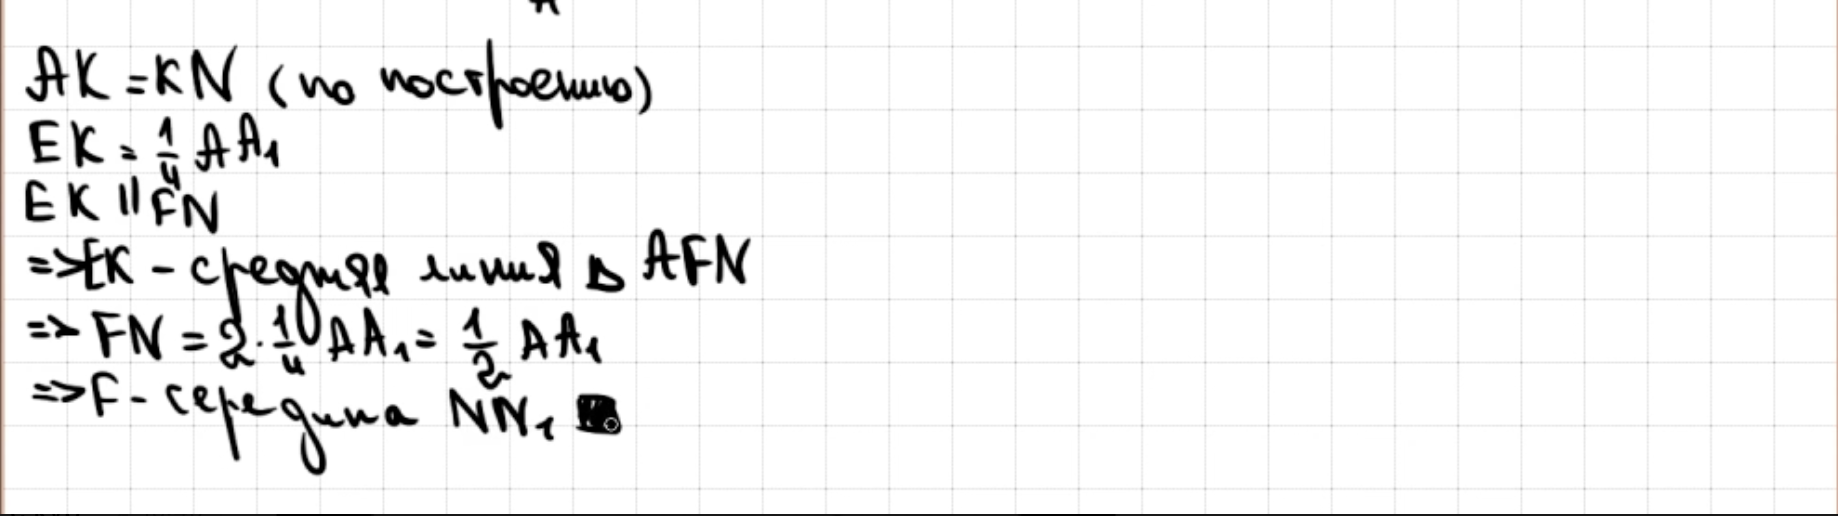 AK = KN (по построению)
EK = 1/4 AA₁
EK || FN
=> EK - средняя линия △ AFN
=> FN = 2 · 1/4 AA₁ = 1/2 AA₁
=> F - середина NN₁ ■